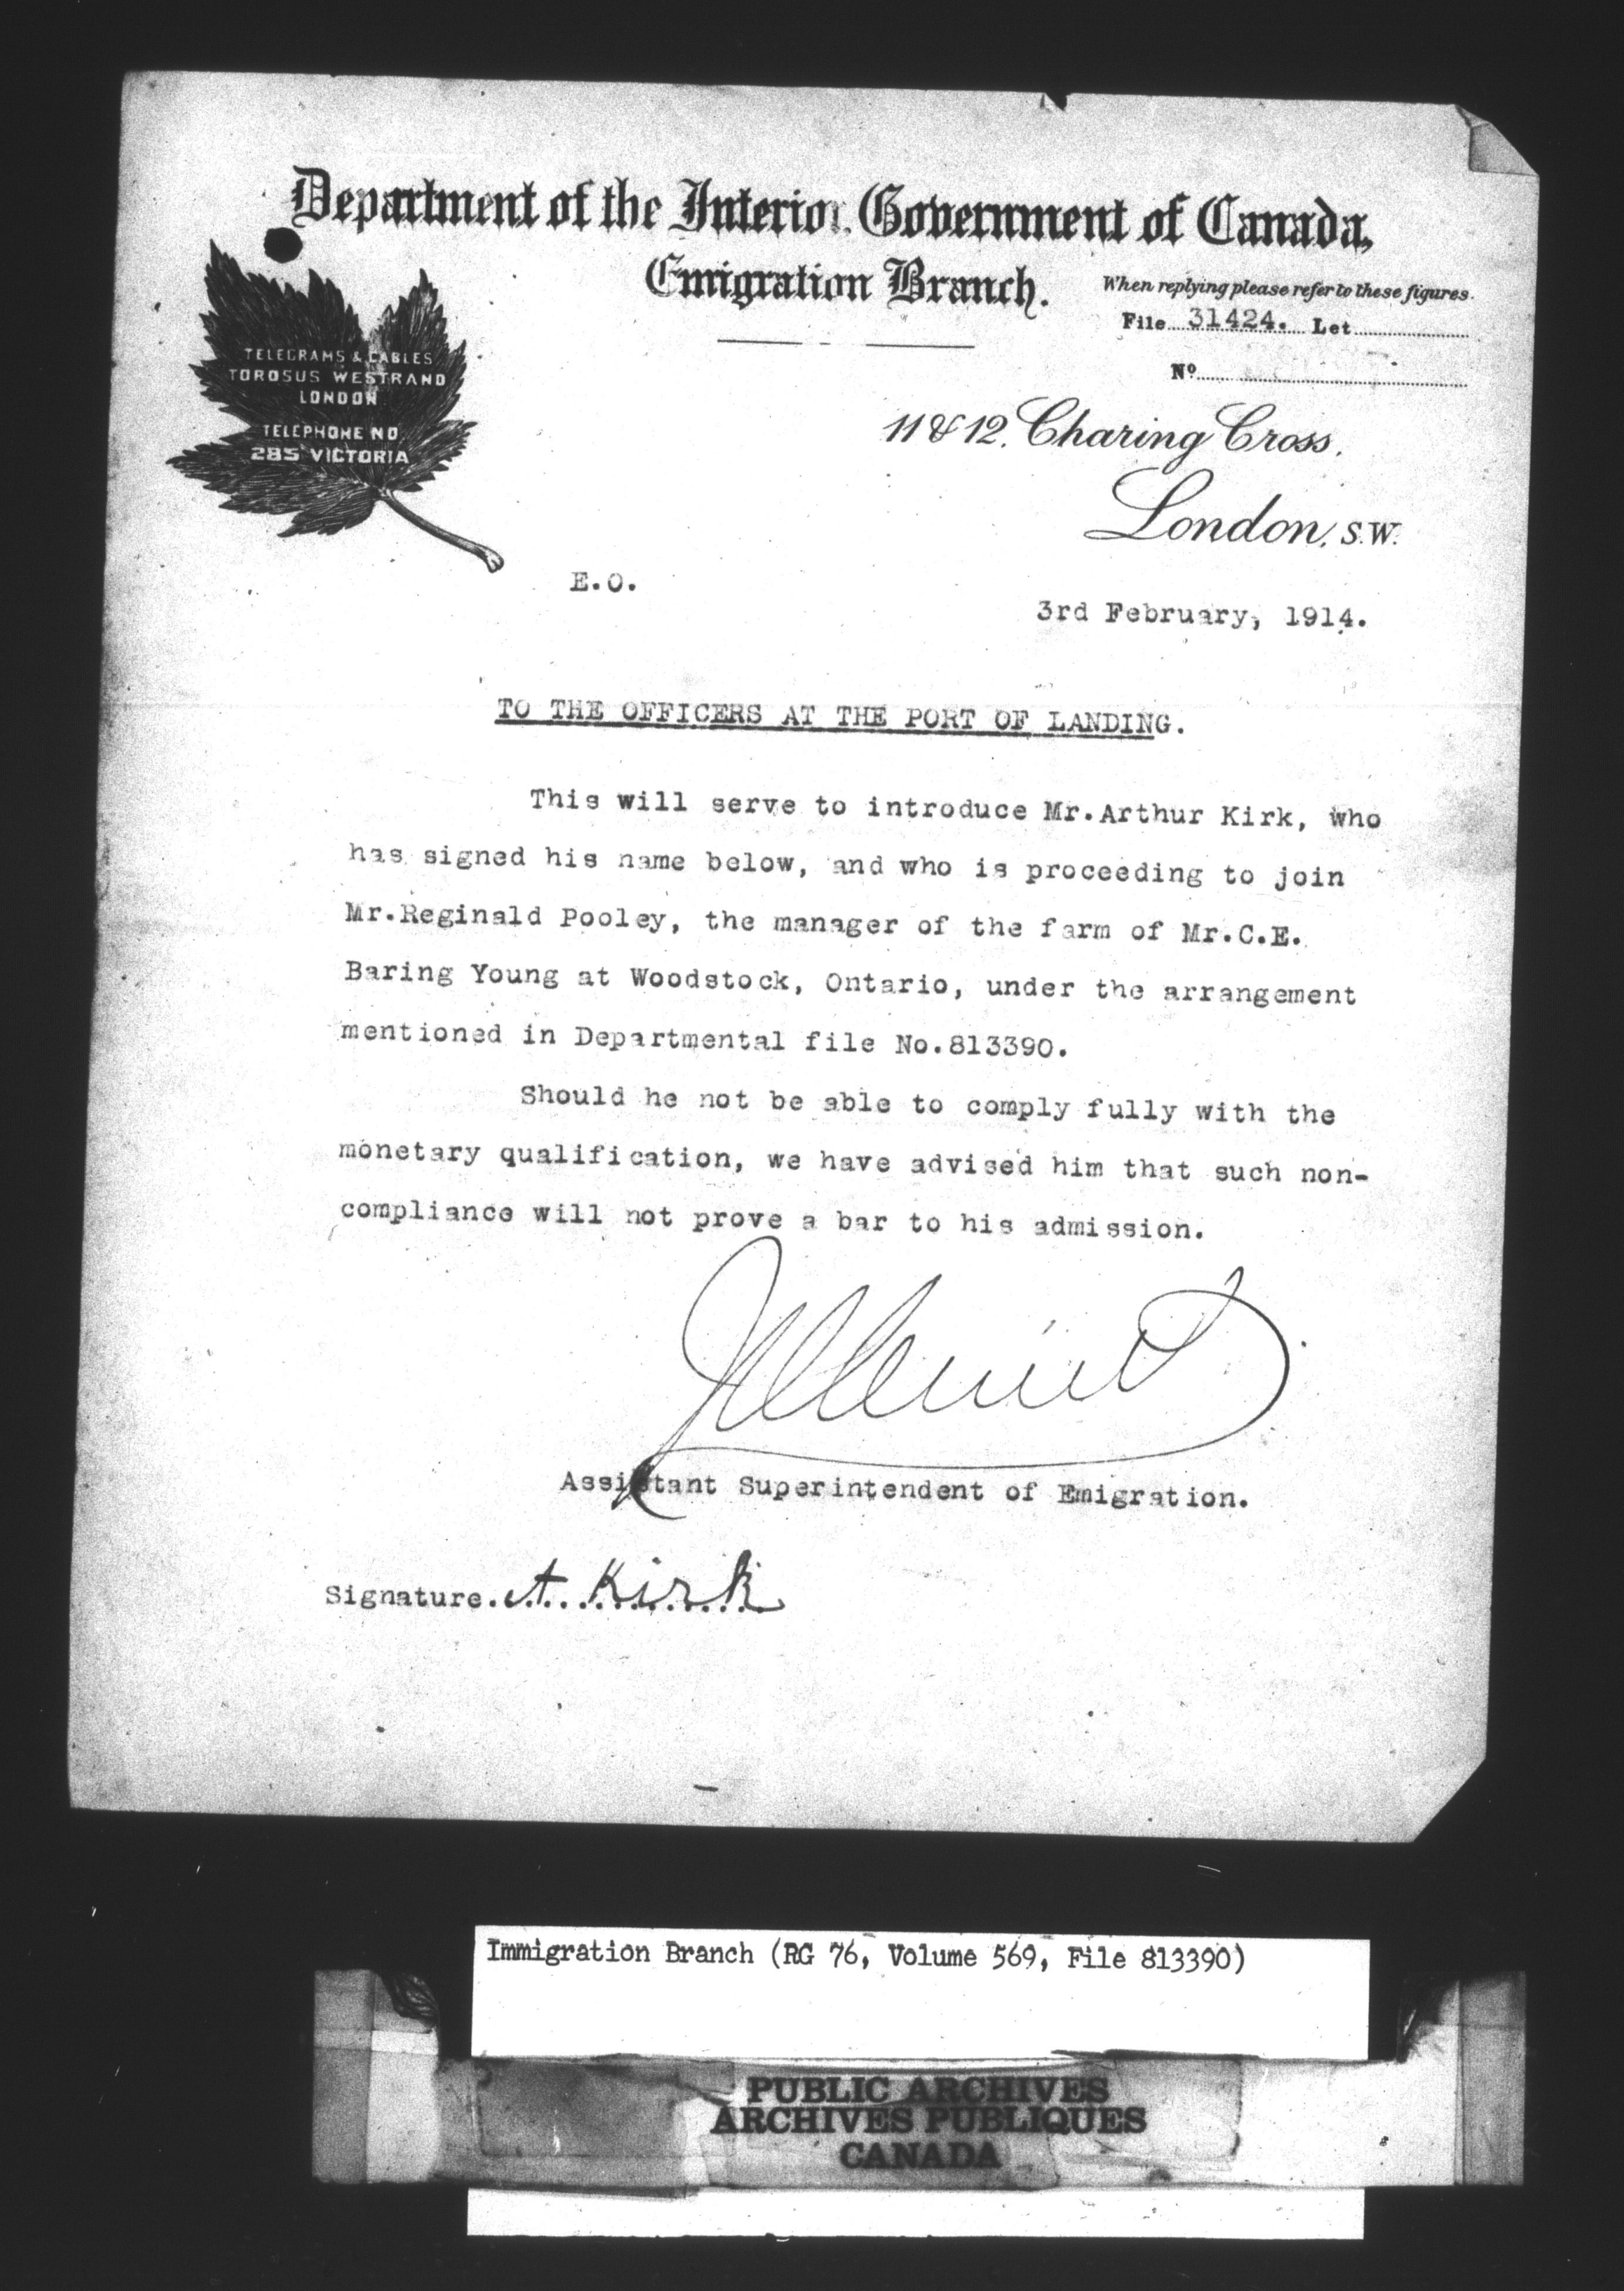 Department of the Interior, Government of Canada,
Emigration Branch.
When replying please refer to these figures.
File 31424. Let
Nº
TELEGRAMS & CABLES
TOROSUS WESTRAND
LONDON
TELEPHONE NO.
285 VICTORIA
11 & 12, Charing Cross,
London, S.W.
E.O.
3rd February, 1914.
TO THE OFFICERS AT THE PORT OF LANDING.
This will serve to introduce Mr.Arthur Kirk, who
has signed his name below, and who is proceeding to join
Mr.Reginald Pooley, the manager of the farm of Mr.C.E.
Baring Young at Woodstock, Ontario, under the arrangement
mentioned in Departmental file No.813390.
Should he not be able to comply fully with the
monetary qualification, we have advised him that such non-
compliance will not prove a bar to his admission.
Assistant Superintendent of Emigration.
Signature. A. Kirk
Immigration Branch (RG 76, Volume 569, File 813390)
PUBLIC ARCHIVES
ARCHIVES PUBLIQUES
CANADA